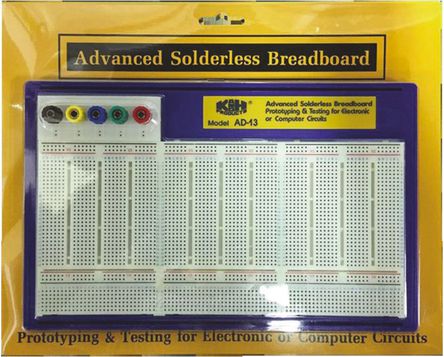 Advanced Solderless Breadboard
K&H
PRODUCTS
Model AD-13
Advanced Solderless Breadboard
Prototyping & Testing for Electronic
or Computer Circuits
Prototyping & Testing for Electronic or Computer Circuits